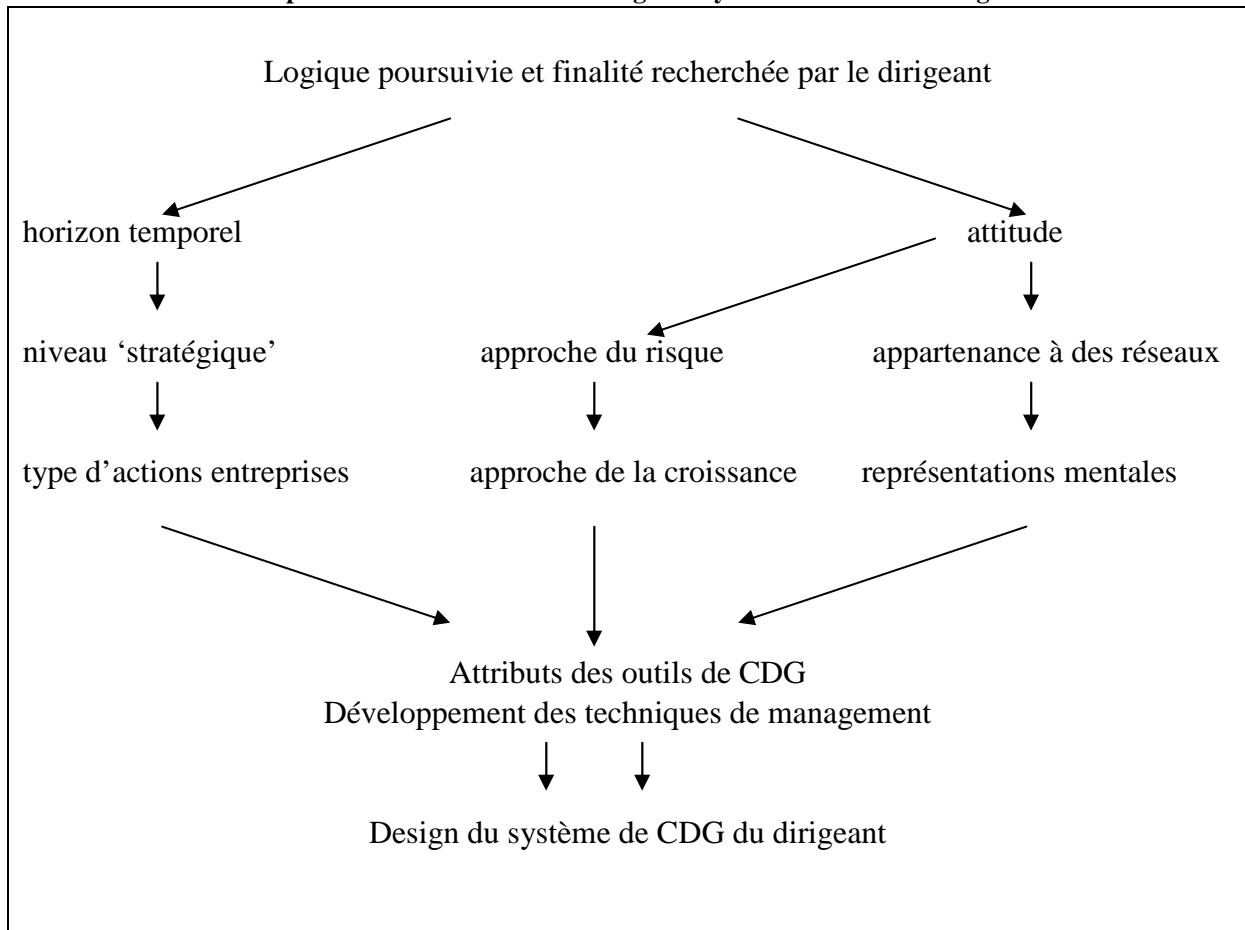 Logique poursuivie et finalité recherchée par le dirigeant
horizon temporel attitude
niveau ‘stratégique’ approche du risque appartenance à des réseaux
type d’actions entreprises approche de la croissance représentations mentales
Attributs des outils de CDG
Développement des techniques de management
Design du système de CDG du dirigeant